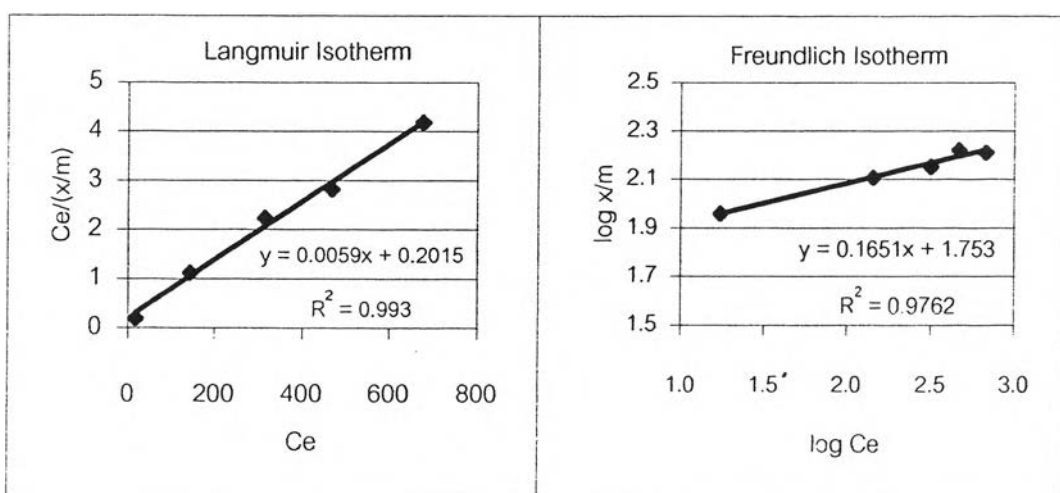 Langmuir Isotherm
5
4
3
2
1
0
Ce/(x/m)
y = 0.0059x + 0.2015
R² = 0.993
0 200 400 600 800
Ce
Freundlich Isotherm
2.5
2.3
2.1
1.9
1.7
1.5
log x/m
y = 0.1651x + 1.753
R² = 0.9762
1.0 1.5 2.0 2.5 3.0
log Ce